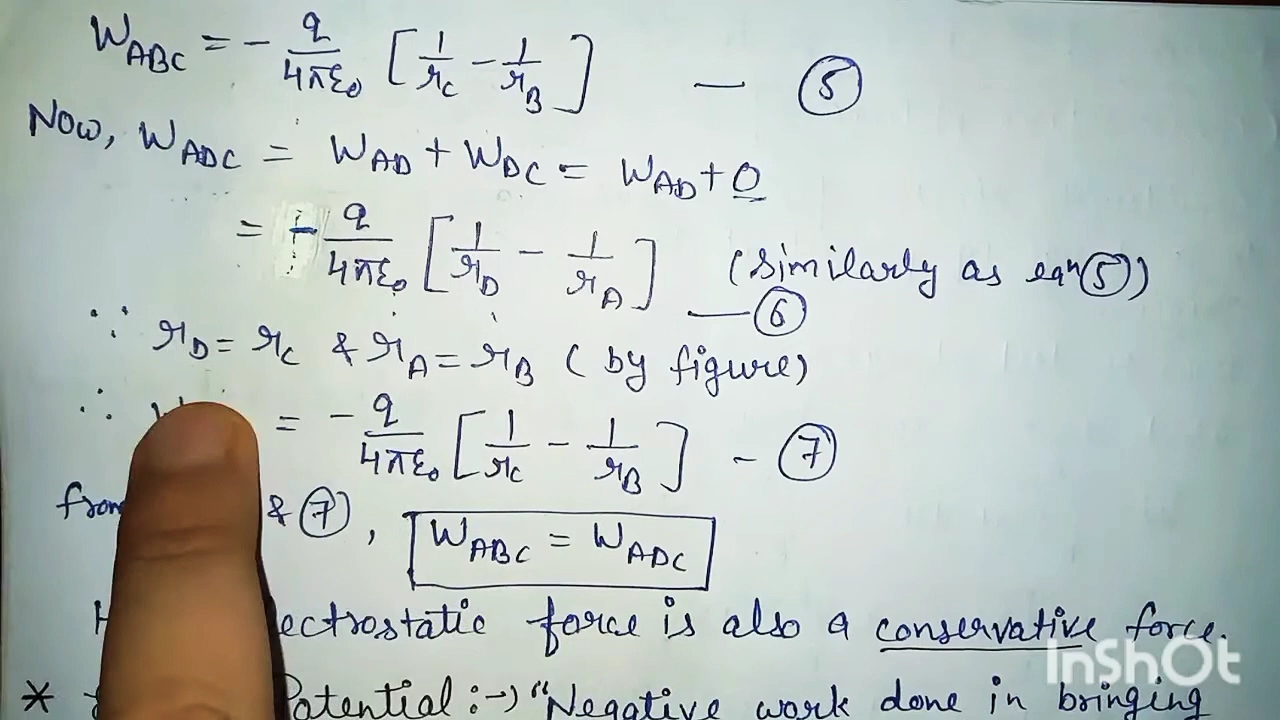 W_ABC = - q/4πε₀ [1/r_C - 1/r_B] — ⑤
Now, W_ADC = W_AD + W_DC = W_AD + 0
= - q/4πε₀ [1/r_D - 1/r_A] (similarly as eqⁿ ⑤)) — ⑥
∵ r_D = r_C & r_A = r_B (by figure)
∴ = - q/4πε₀ [1/r_C - 1/r_B] - ⑦
& ⑦, W_ABC = W_ADC
force is also a conservative force.
* Potential :-) "Negative work done in bringing
InShOt